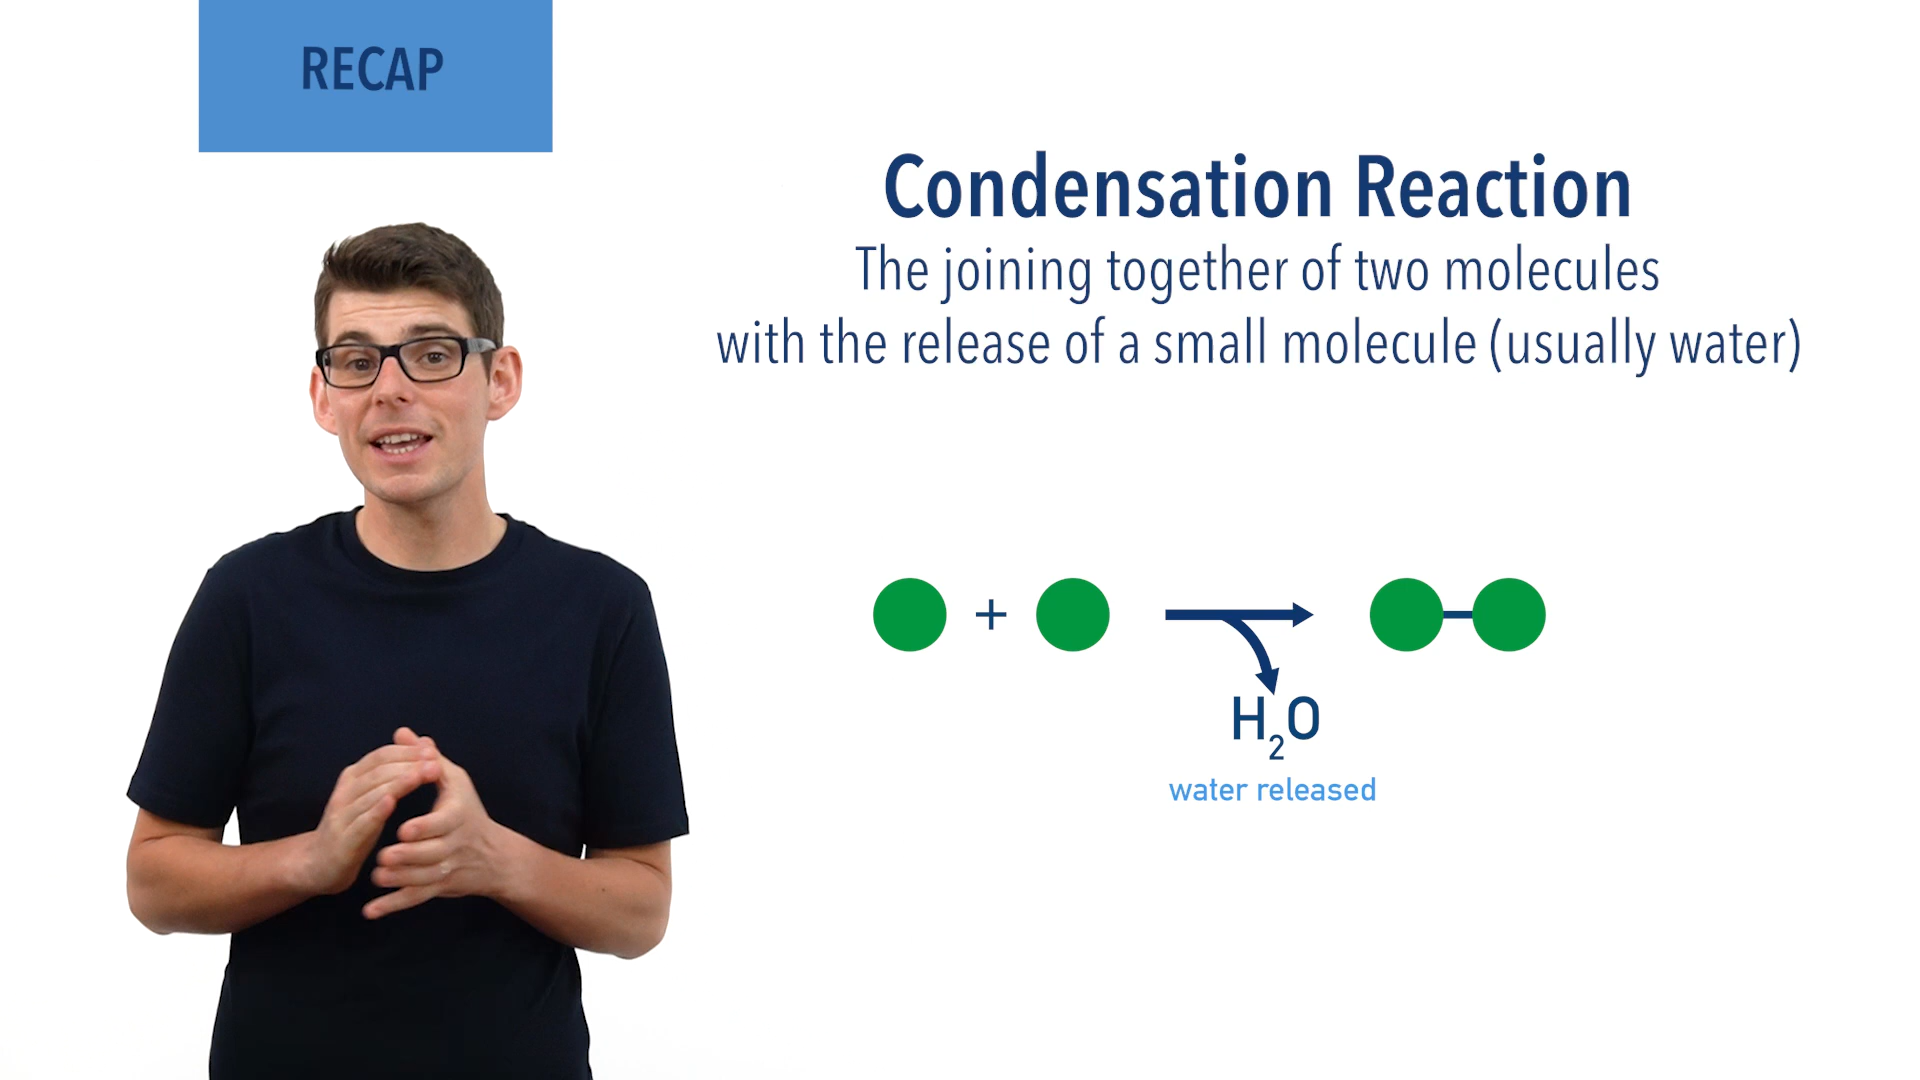 RECAP
Condensation Reaction
The joining together of two molecules
with the release of a small molecule (usually water)
+
H₂O
water released